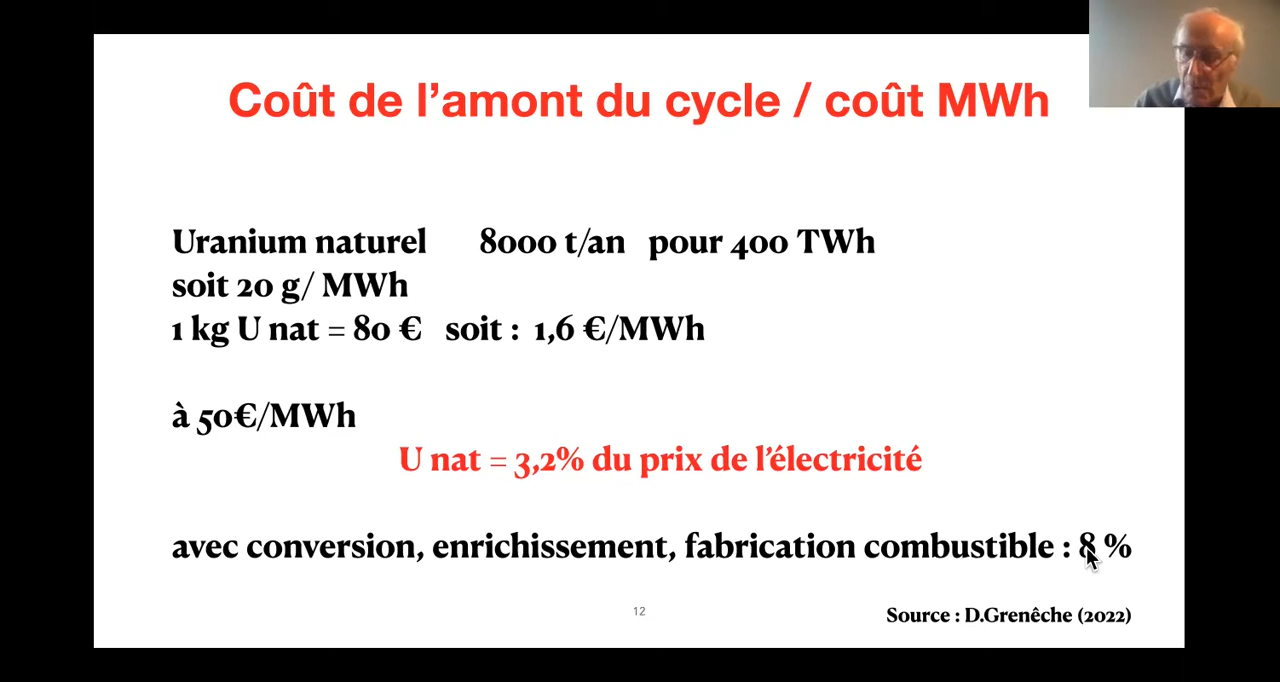 Coût de l’amont du cycle / coût MWh
Uranium naturel 8000 t/an pour 400 TWh
soit 20 g/ MWh
1 kg U nat = 80 € soit : 1,6 €/MWh
à 50€/MWh
U nat = 3,2% du prix de l’électricité
avec conversion, enrichissement, fabrication combustible : 8 %
12
Source : D.Grenêche (2022)